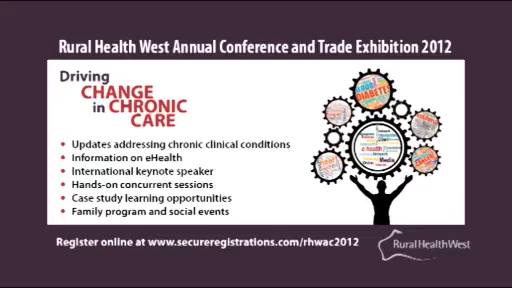 Rural Health West Annual Conference and Trade Exhibition 2012
Driving
CHANGE
in CHRONIC
CARE
• Updates addressing chronic clinical conditions
• Information on eHealth
• International keynote speaker
• Hands-on concurrent sessions
• Case study learning opportunities
• Family program and social events
DIABETES
e-health
Media
Register online at www.secureregistrations.com/rhwac2012
Rural Health West